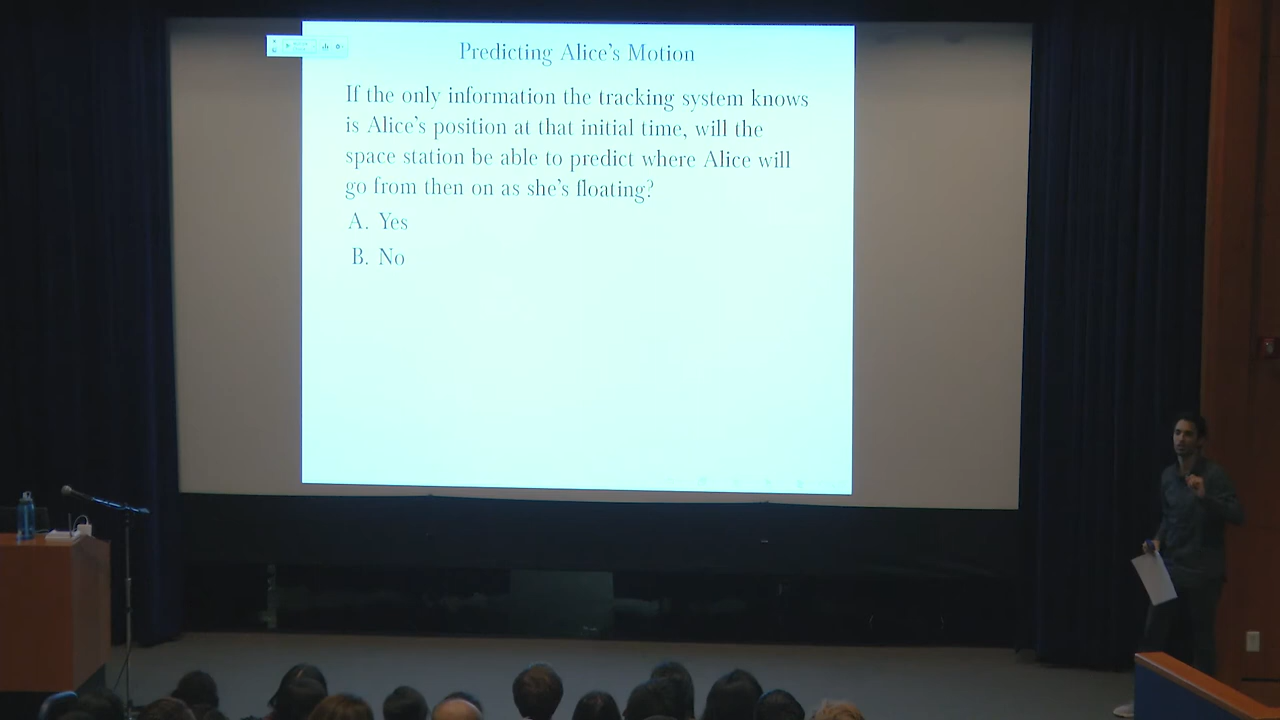 Predicting Alice's Motion
If the only information the tracking system knows
is Alice's position at that initial time, will the
space station be able to predict where Alice will
go from then on as she's floating?
A. Yes
B. No